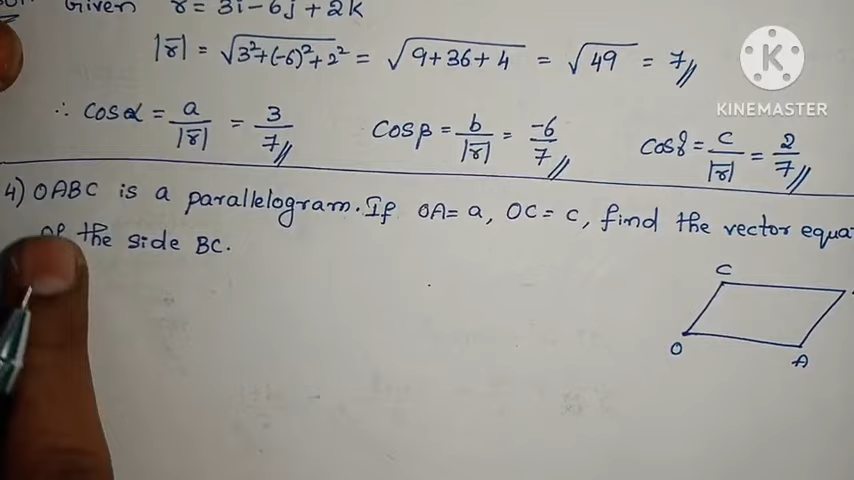 Given r̅ = 3i-6j+2k
|r̅| = √3²+(-6)²+2² = √9+36+4 = √49 = 7
KINEMASTER
∴ cosα = a/|r̅| = 3/7 cosβ = b/|r̅| = -6/7 cosγ = c/|r̅| = 2/7
4) OABC is a parallelogram. If OA = a, OC = c, find the vector equa
of the side BC.
C
O
A